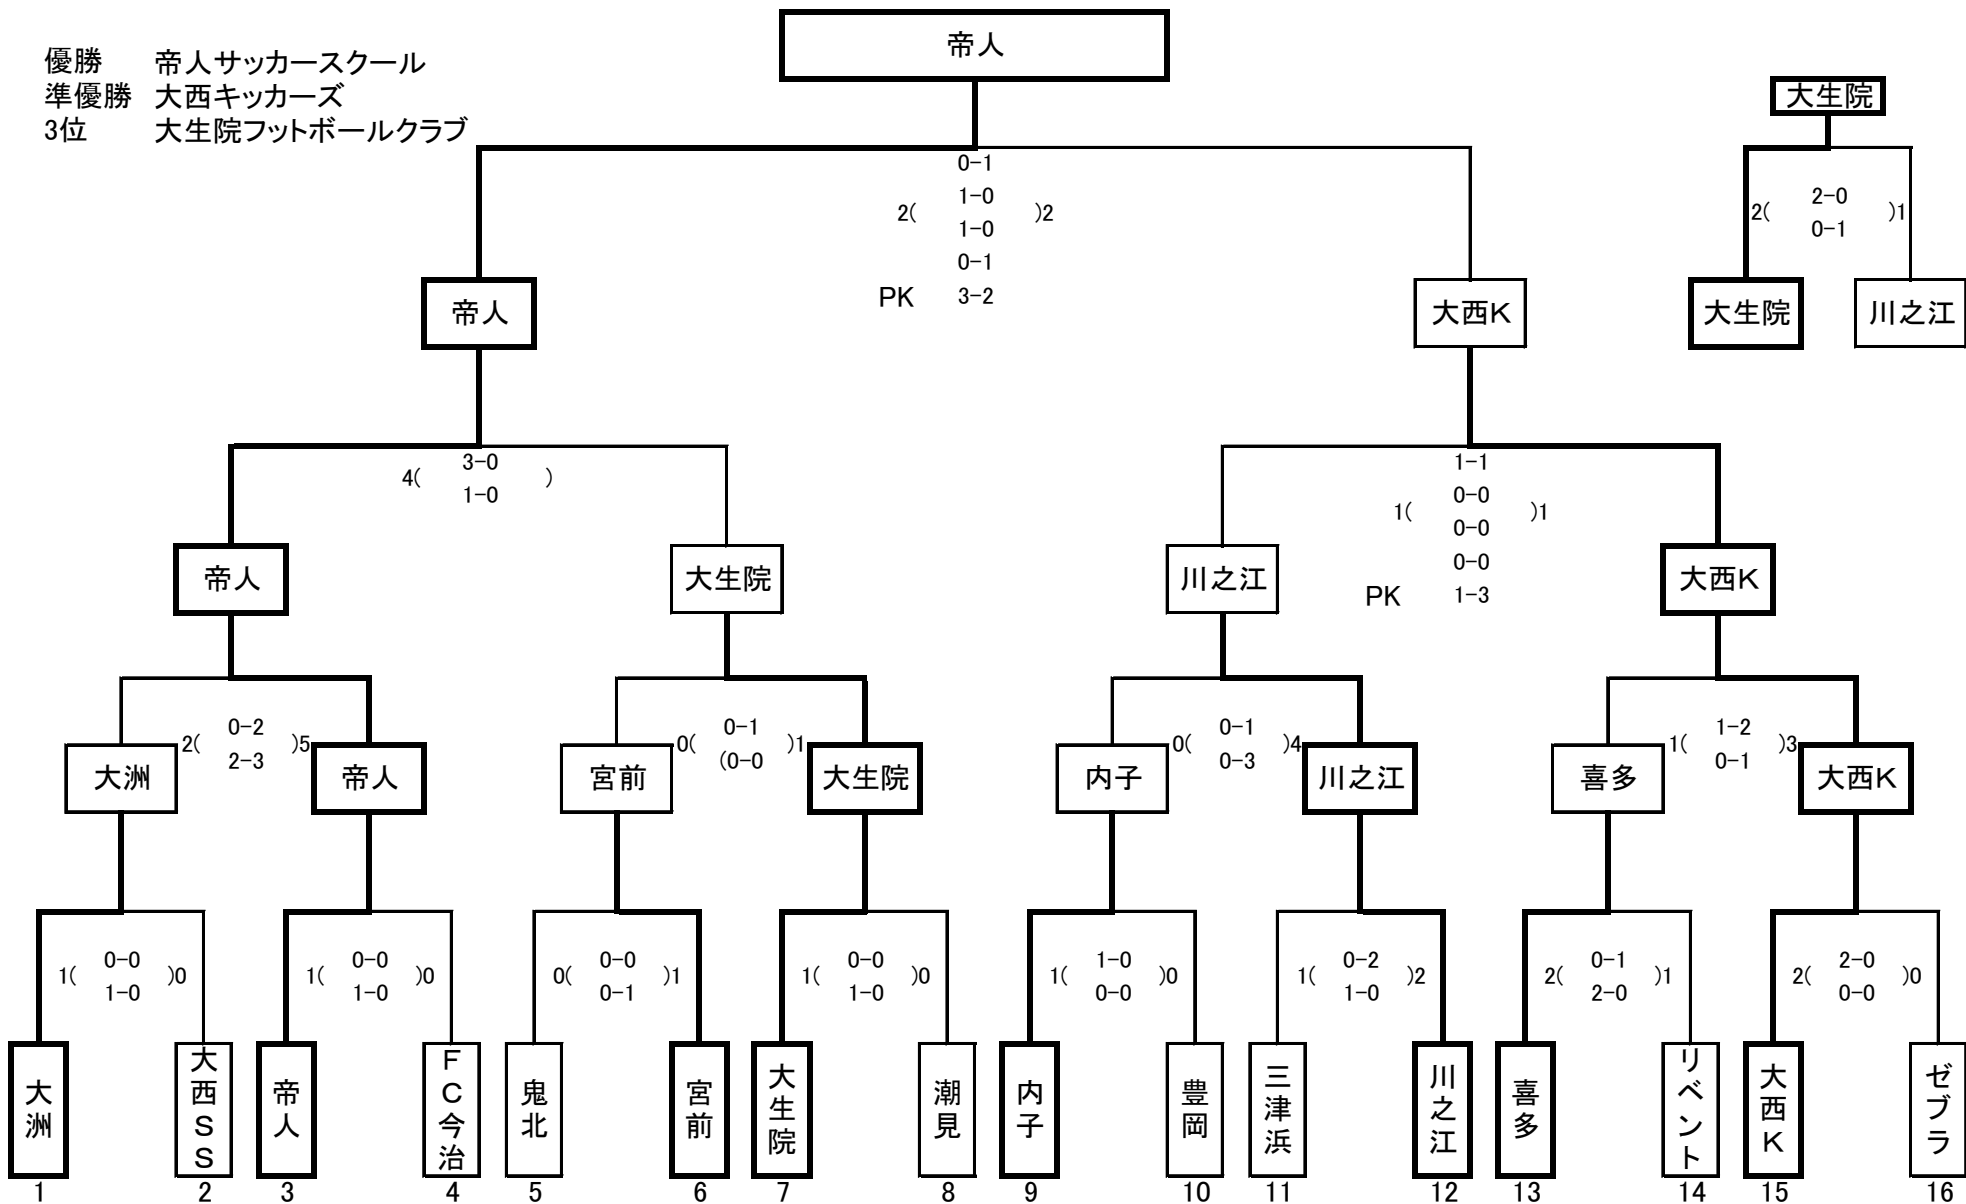 帝人
優勝 帝人サッカースクール
準優勝 大西キッカーズ
3位 大生院フットボールクラブ
大生院
0-1
1-0
2( )2
1-0
0-1
PK 3-2
2-0
2( )1
0-1
帝人 大西K 大生院 川之江
3-0
4( )
1-0
1-1
0-0
1( )1
0-0
0-0
PK 1-3
帝人 大生院 川之江 大西K
0-2 0-1 0-1 1-2
2( )5 0( )1 0( )4 1( )3
2-3 (0-0 0-3 0-1
大洲 帝人 宮前 大生院 内子 川之江 喜多 大西K
0-0 0-0 0-0 0-0 1-0 0-2 0-1 2-0
1( )0 1( )0 0( )1 1( )0 1( )0 1( )2 2( )1 2( )0
1-0 1-0 0-1 1-0 0-0 1-0 2-0 0-0
大洲 大西SS 帝人 FC今治 鬼北 宮前 大生院 潮見 内子 豊岡 三津浜 川之江 喜多 リベント 大西K ゼブラ
1 2 3 4 5 6 7 8 9 10 11 12 13 14 15 16